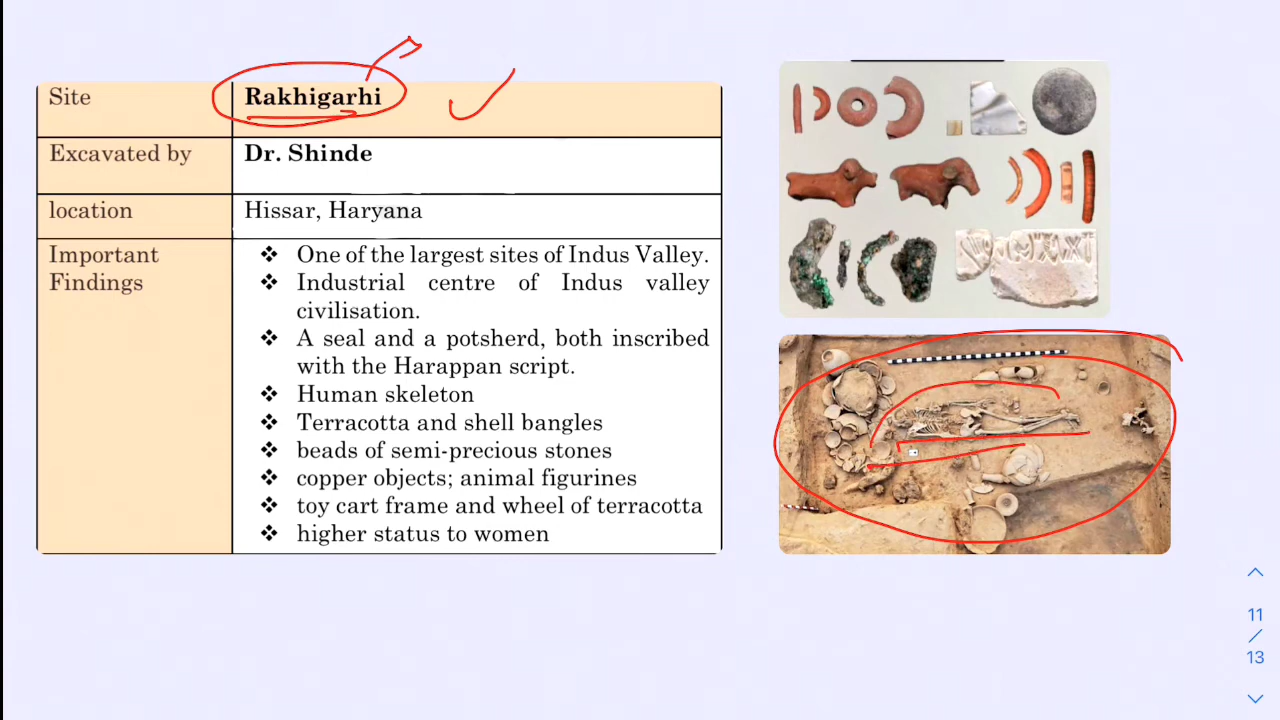 Site
Rakhigarhi
Excavated by
Dr. Shinde
location
Hissar, Haryana
Important
Findings
❖ One of the largest sites of Indus Valley.
❖ Industrial centre of Indus valley
civilisation.
❖ A seal and a potsherd, both inscribed
with the Harappan script.
❖ Human skeleton
❖ Terracotta and shell bangles
❖ beads of semi-precious stones
❖ copper objects; animal figurines
❖ toy cart frame and wheel of terracotta
❖ higher status to women
11
/
13